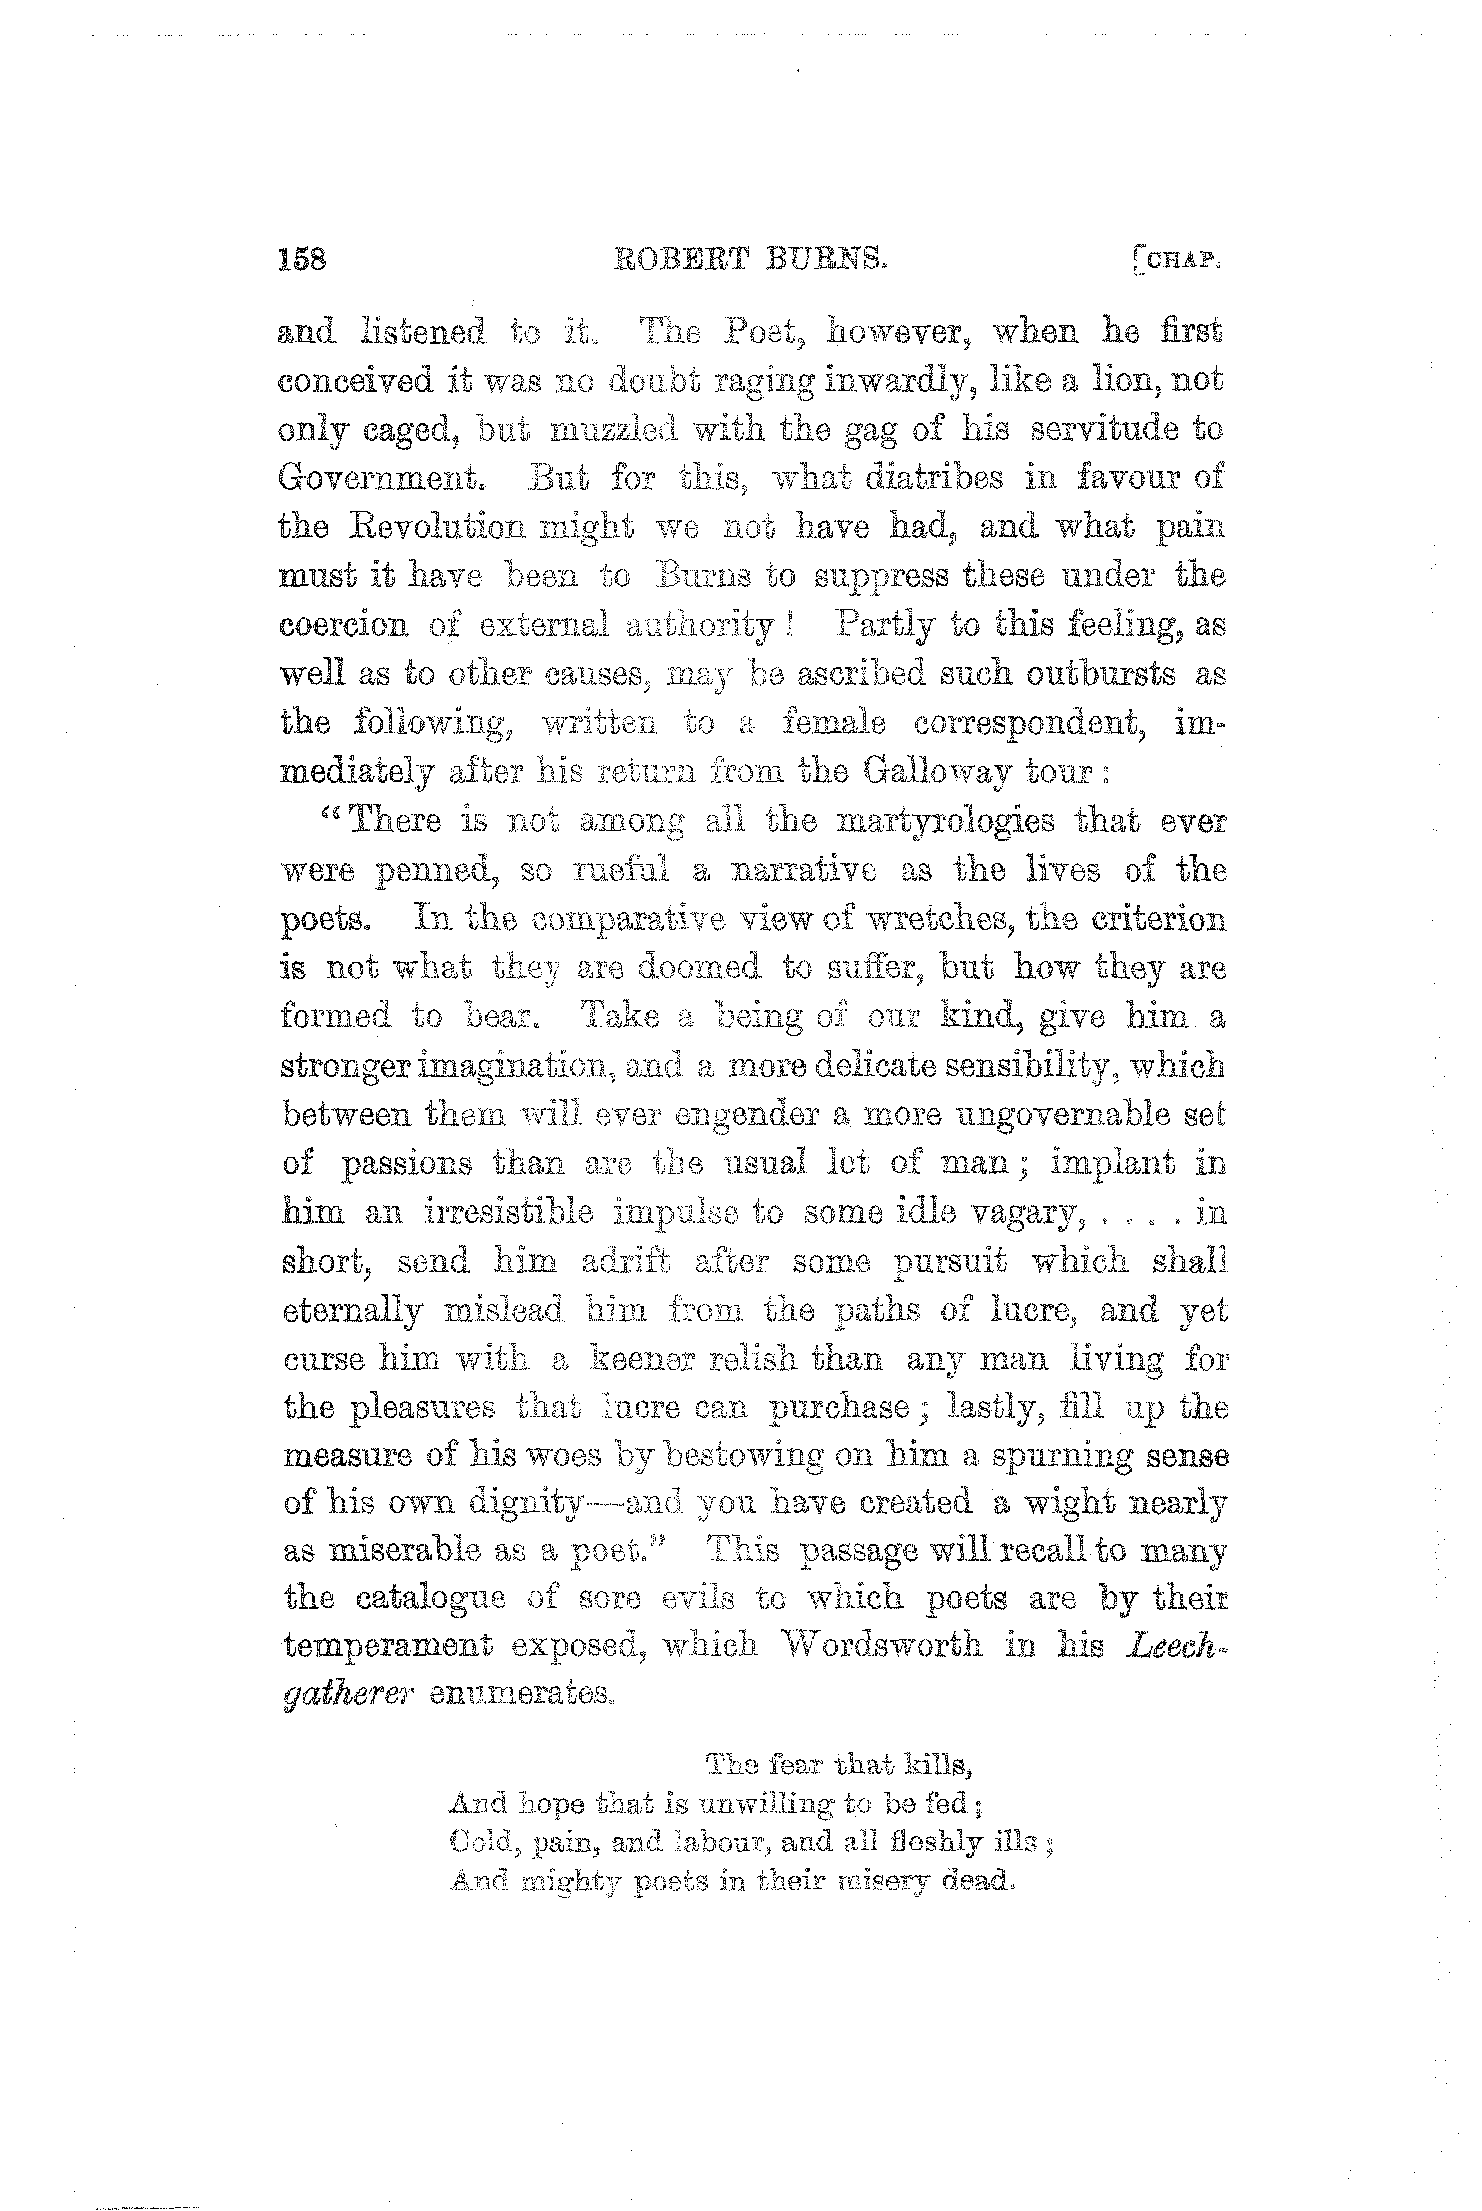 158 ROBERT BURNS. [CHAP.
and listened to it. The Poet, however, when he first
conceived it was no doubt raging inwardly, like a lion, not
only caged, but muzzled with the gag of his servitude to
Government. But for this, what diatribes in favour of
the Revolution might we not have had, and what pain
must it have been to Burns to suppress these under the
coercion of external authority! Partly to this feeling, as
well as to other causes, may be ascribed such outbursts as
the following, written to a female correspondent, im-
mediately after his return from the Galloway tour:
"There is not among all the martyrologies that ever
were penned, so rueful a narrative as the lives of the
poets. In the comparative view of wretches, the criterion
is not what they are doomed to suffer, but how they are
formed to bear. Take a being of our kind, give him a
stronger imagination, and a more delicate sensibility, which
between them will ever engender a more ungovernable set
of passions than are the usual lot of man; implant in
him an irresistible impulse to some idle vagary, . . . . in
short, send him adrift after some pursuit which shall
eternally mislead him from the paths of lucre, and yet
curse him with a keener relish than any man living for
the pleasures that lucre can purchase; lastly, fill up the
measure of his woes by bestowing on him a spurning sense
of his own dignity—and you have created a wight nearly
as miserable as a poet." This passage will recall to many
the catalogue of sore evils to which poets are by their
temperament exposed, which Wordsworth in his Leech-
gatherer enumerates.
The fear that kills,
And hope that is unwilling to be fed;
Cold, pain, and labour, and all fleshly ills;
And mighty poets in their misery dead.